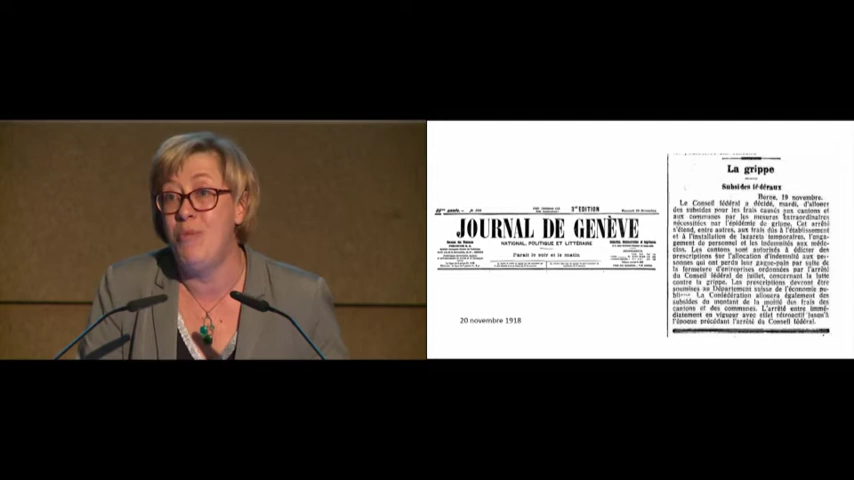 3me EDITION
JOURNAL DE GENÈVE
NATIONAL, POLITIQUE ET LITTÉRAIRE
Paraît le soir et le matin
20 novembre 1918
La grippe
Subsides fédéraux
Berne, 19 novembre.
Le Conseil fédéral a décidé, mardi, d'allouer
des subsides pour les frais causés aux cantons et
aux communes par les mesures extraordinaires
nécessitées par l'épidémie de grippe. Cet arrêté
s'étend, entre autres, aux frais dûs à l'établissement
et à l'installation de lazarets temporaires, l'enga-
gement de personnel et les indemnités aux méde-
cins. Les cantons sont autorisés à édicter des
prescriptions sur l'allocation d'indemnité aux per-
sonnes qui ont perdu leur gagne-pain par suite de
la fermeture d'entreprises ordonnées par l'arrêté
du Conseil fédéral de juillet, concernant la lutte
contre la grippe. Les prescriptions devront être
soumises au Département suisse de l'économie pu-
La Confédération allouera également des
subsides du montant de la moitié des frais des
cantons et des communes. L'arrêté entre immé-
diatement en vigueur avec effet rétroactif jusqu'à
l'époque précédant l'arrêté du Conseil fédéral.